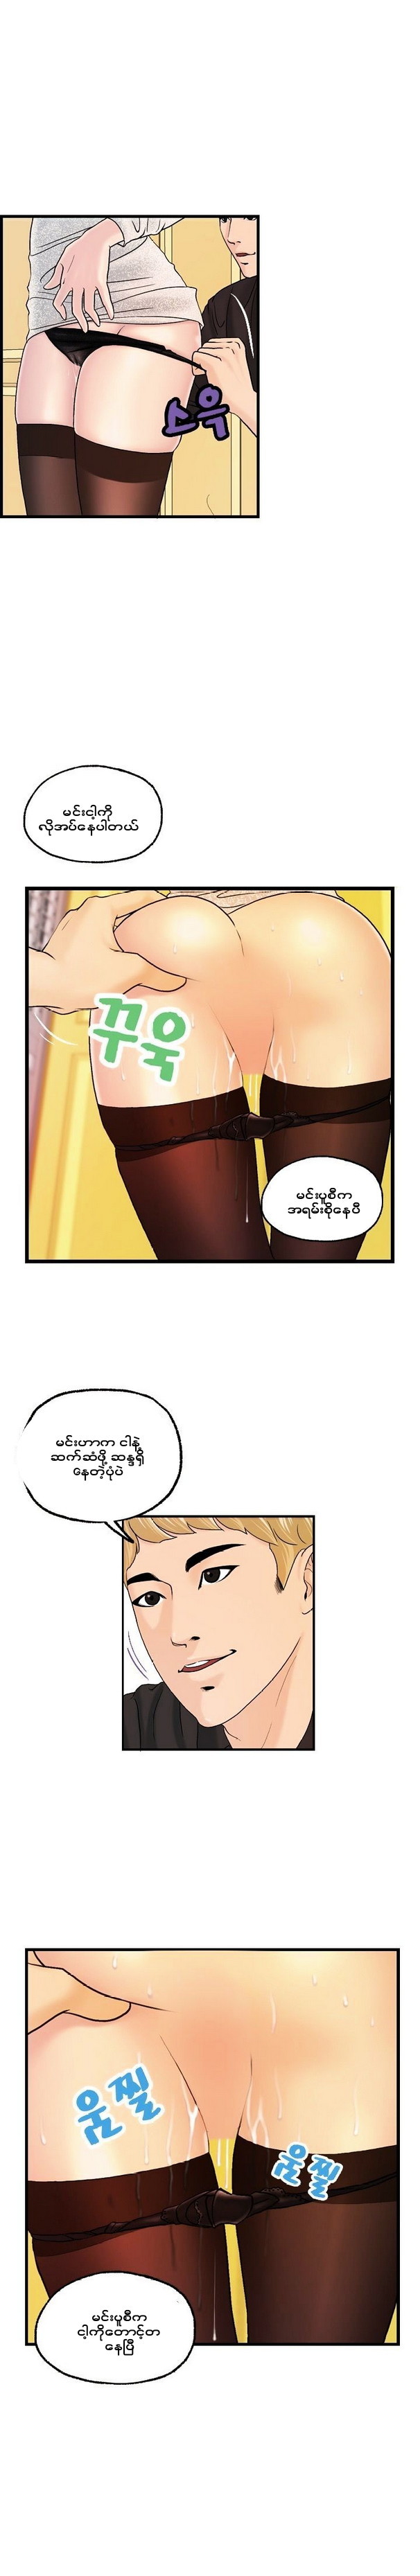 스윽
မင်းငါ့ကို
လိုအပ်နေပါတယ်
꾸욱
မင်းပူစီက
အရမ်းစိုနေပီ
မင်းဟာက ငါနဲ့
ဆက်ဆံဖို့ ဆန္ဒရှိ
နေတဲ့ပုံပဲ
움찔
움찔
မင်းပူစီက
ငါ့ကိုတောင့်တ
နေပြီ